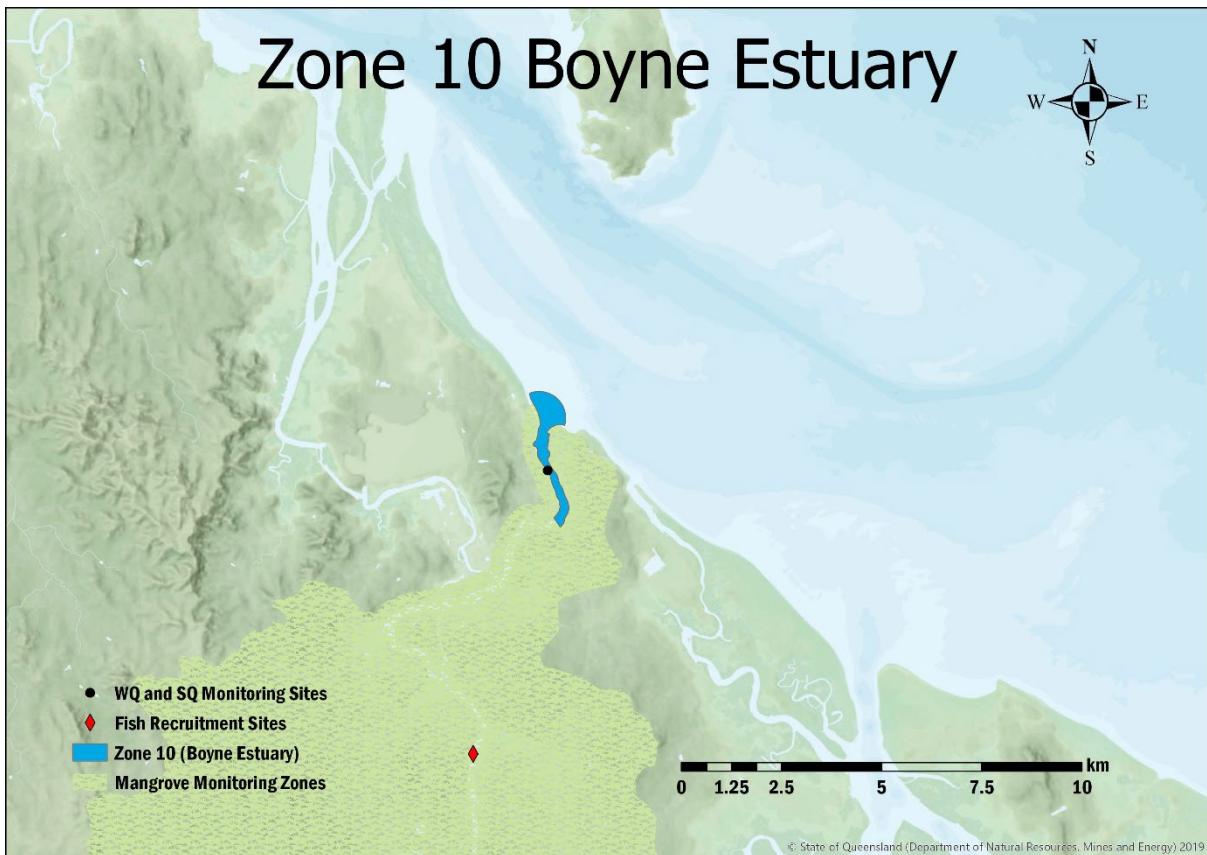 Zone 10 Boyne Estuary
N
W E
S
WQ and SQ Monitoring Sites
Fish Recruitment Sites
Zone 10 (Boyne Estuary)
Mangrove Monitoring Zones
km
0 1.25 2.5 5 7.5 10
© State of Queensland (Department of Natural Resources, Mines and Energy) 2019